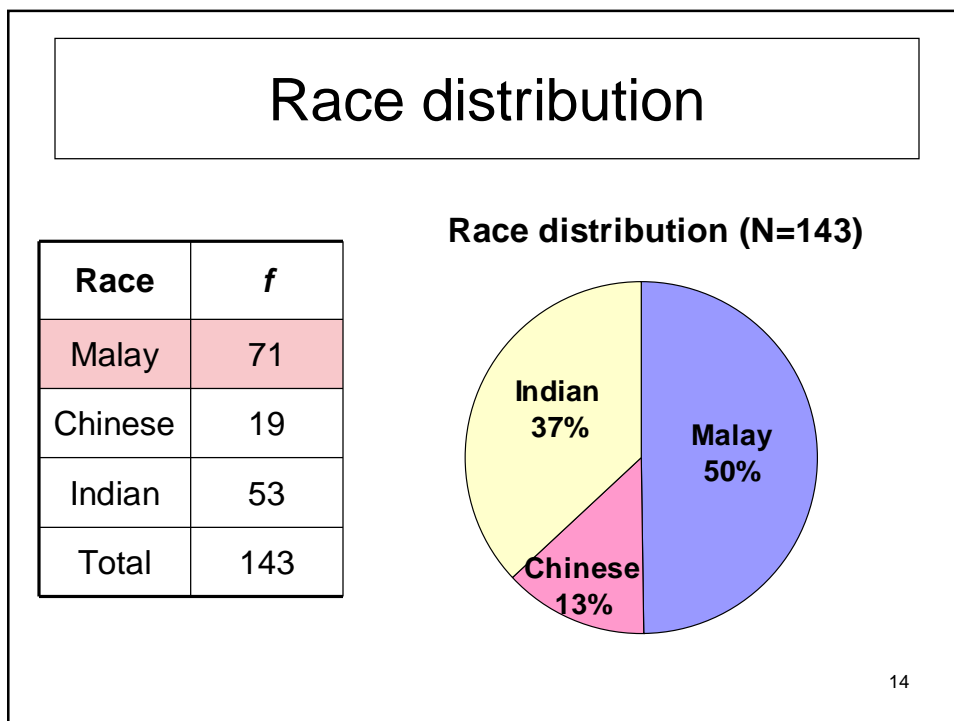 Race distribution
Race f
Malay 71
Chinese 19
Indian 53
Total 143
Race distribution (N=143)
Indian
37%
Malay
50%
Chinese
13%
14